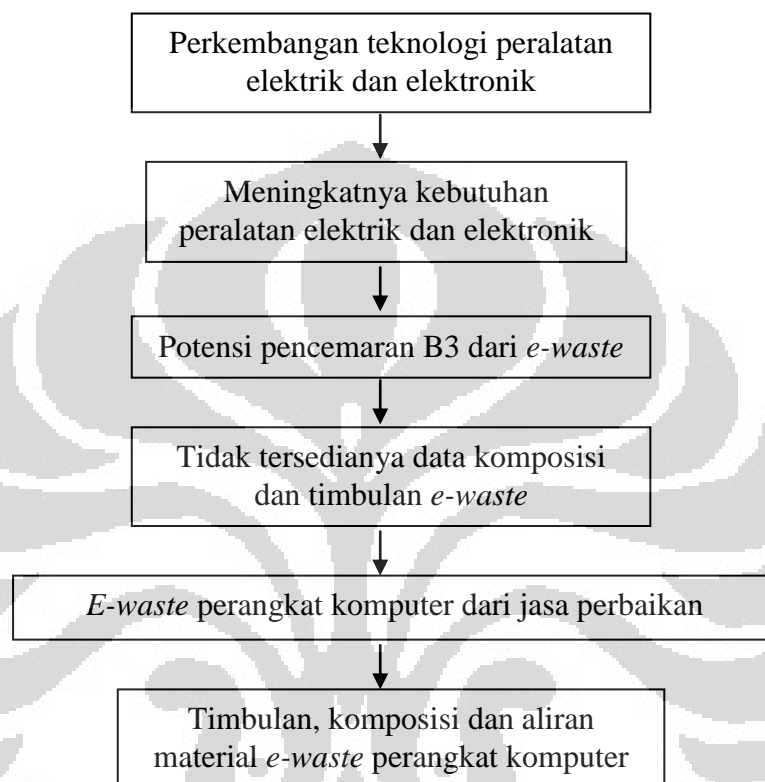 Perkembangan teknologi peralatan
elektrik dan elektronik
Meningkatnya kebutuhan
peralatan elektrik dan elektronik
Potensi pencemaran B3 dari e-waste
Tidak tersedianya data komposisi
dan timbulan e-waste
E-waste perangkat komputer dari jasa perbaikan
Timbulan, komposisi dan aliran
material e-waste perangkat komputer